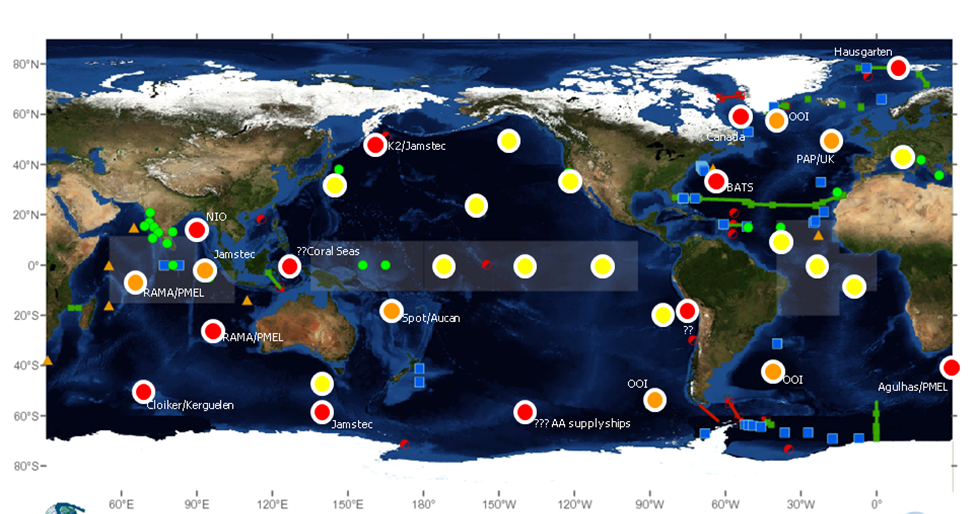 Hausgarten
80°N
60°N
OOI
Canada
K2/Jamstec
PAP/UK
40°N
BATS
20°N
NIO
??Coral Seas
Jamstec
0°
RAMA/PMEL
20°S
Spot/Aucan
RAMA/PMEL
??
40°S
OOI
OOI
Agulhas/PMEL
Cloiker/Kerguelen
60°S
Jamstec
??? AA supplyships
80°S
60°E 90°E 120°E 150°E 180° 150°W 120°W 90°W 60°W 30°W 0°